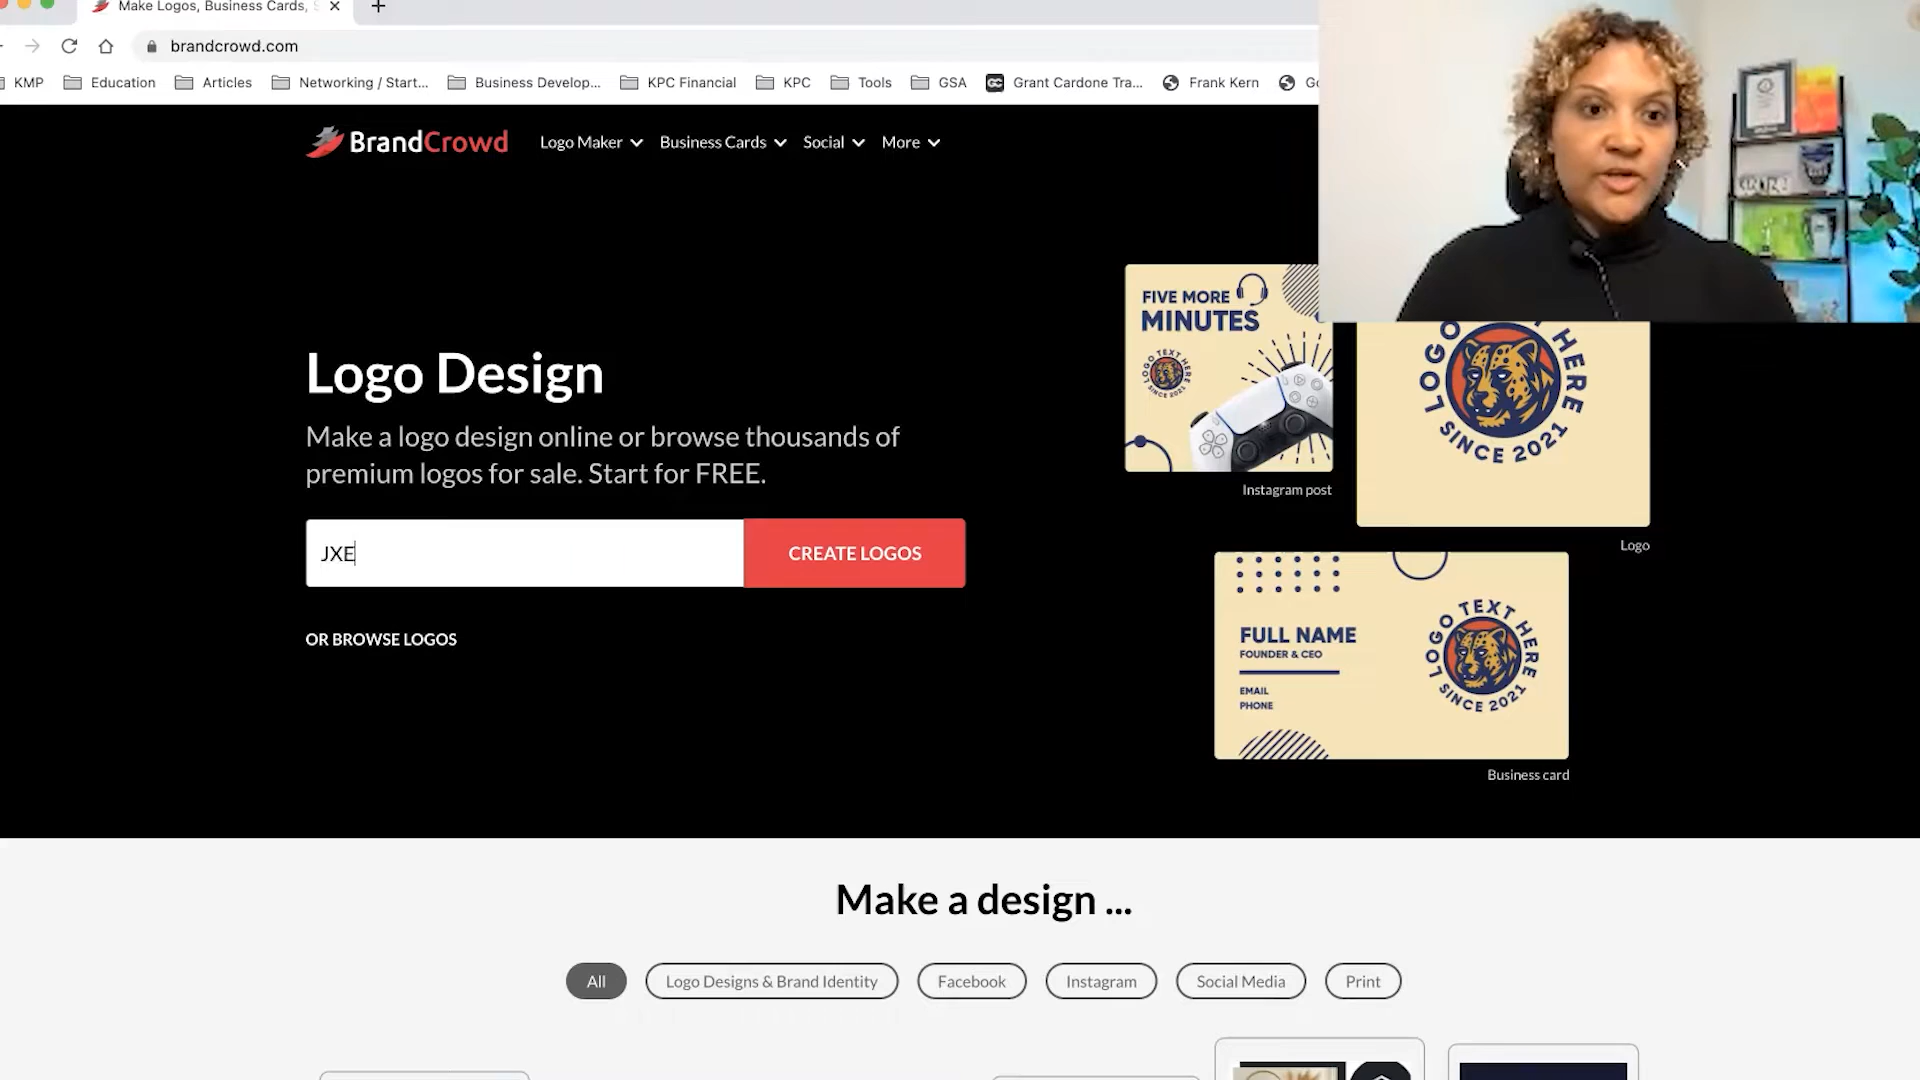 Make Logos, Business Cards,
brandcrowd.com
KMP
Education
Articles
Networking / Start...
Business Develop...
KPC Financial
KPC
Tools
GSA
GC
Grant Cardone Tra...
Frank Kern
BrandCrowd
Logo Maker
Business Cards
Social
More
FIVE MORE
MINUTES
LOGO TEXT HERE
SINCE 2021
Instagram post
LOGO
HERE
SINCE 2021
Logo
Logo Design
Make a logo design online or browse thousands of
premium logos for sale. Start for FREE.
JXE
CREATE LOGOS
OR BROWSE LOGOS
FULL NAME
FOUNDER & CEO
EMAIL
PHONE
LOGO TEXT HERE
SINCE 2021
Business card
Make a design ...
All
Logo Designs & Brand Identity
Facebook
Instagram
Social Media
Print